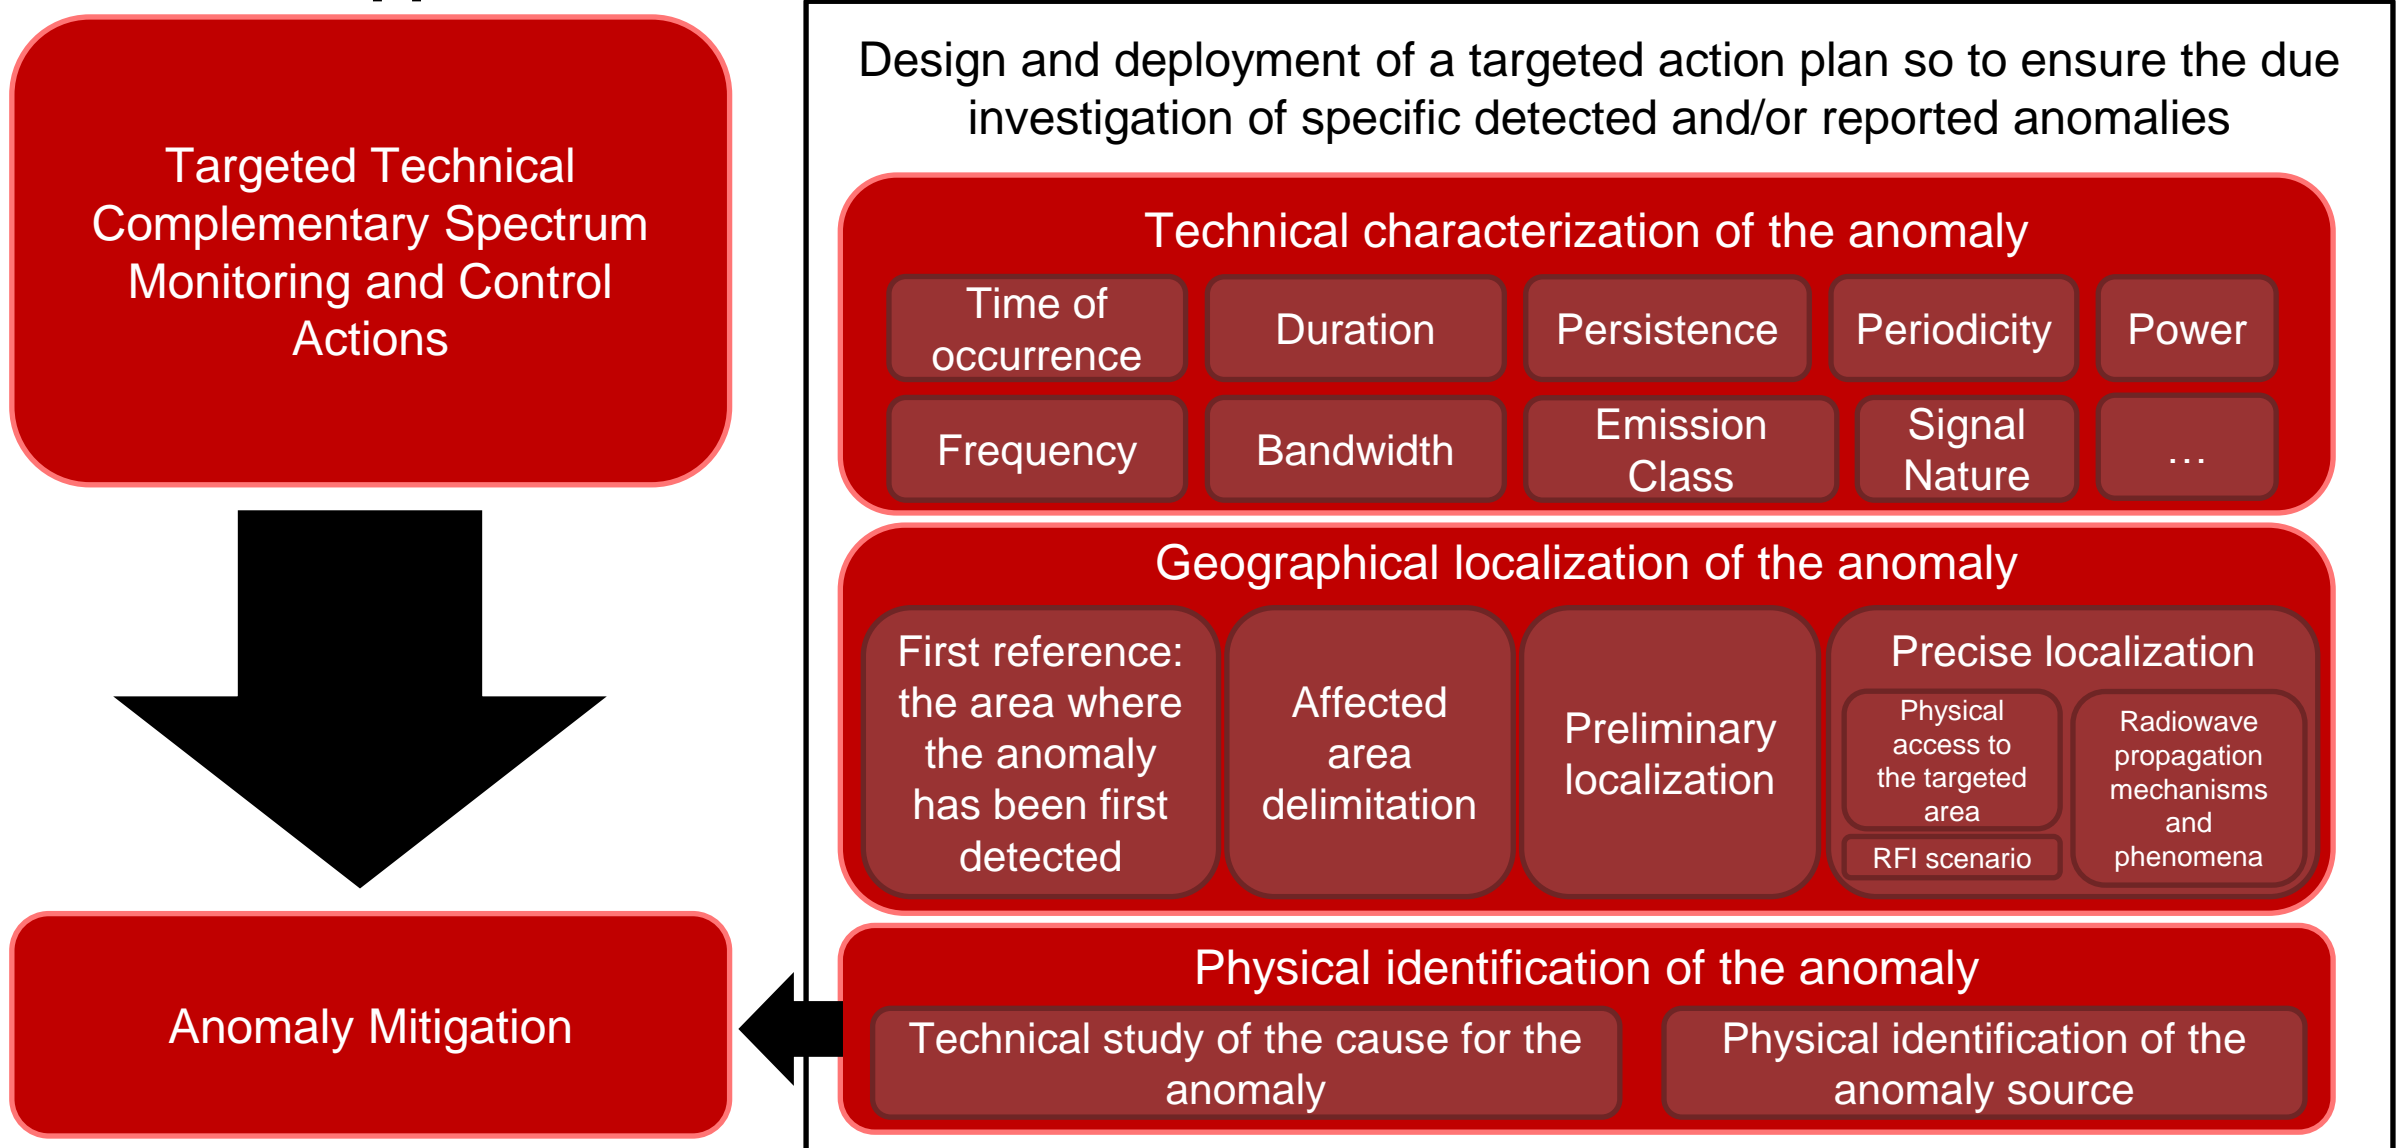 Targeted Technical
Complementary Spectrum
Monitoring and Control
Actions
Anomaly Mitigation
Design and deployment of a targeted action plan so to ensure the due
investigation of specific detected and/or reported anomalies
Technical characterization of the anomaly
Time of
occurrence
Duration
Persistence
Periodicity
Power
Frequency
Bandwidth
Emission
Class
Signal
Nature
…
Geographical localization of the anomaly
First reference:
the area where
the anomaly
has been first
detected
Affected
area
delimitation
Preliminary
localization
Precise localization
Physical
access to
the targeted
area
RFI scenario
Radiowave
propagation
mechanisms
and
phenomena
Physical identification of the anomaly
Technical study of the cause for the
anomaly
Physical identification of the
anomaly source